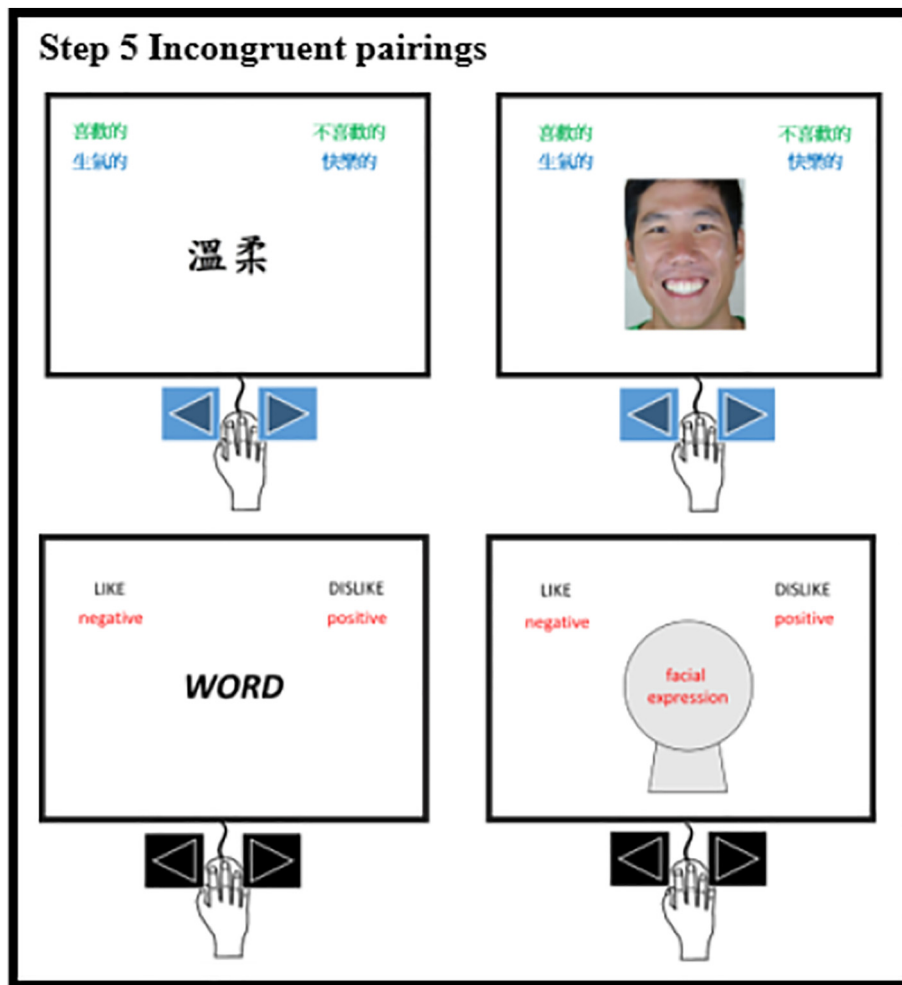 Step 5 Incongruent pairings
喜歡的 不喜歡的
生氣的 快樂的
溫柔
喜歡的 不喜歡的
生氣的 快樂的
LIKE DISLIKE
negative positive
WORD
LIKE DISLIKE
negative positive
facial
expression